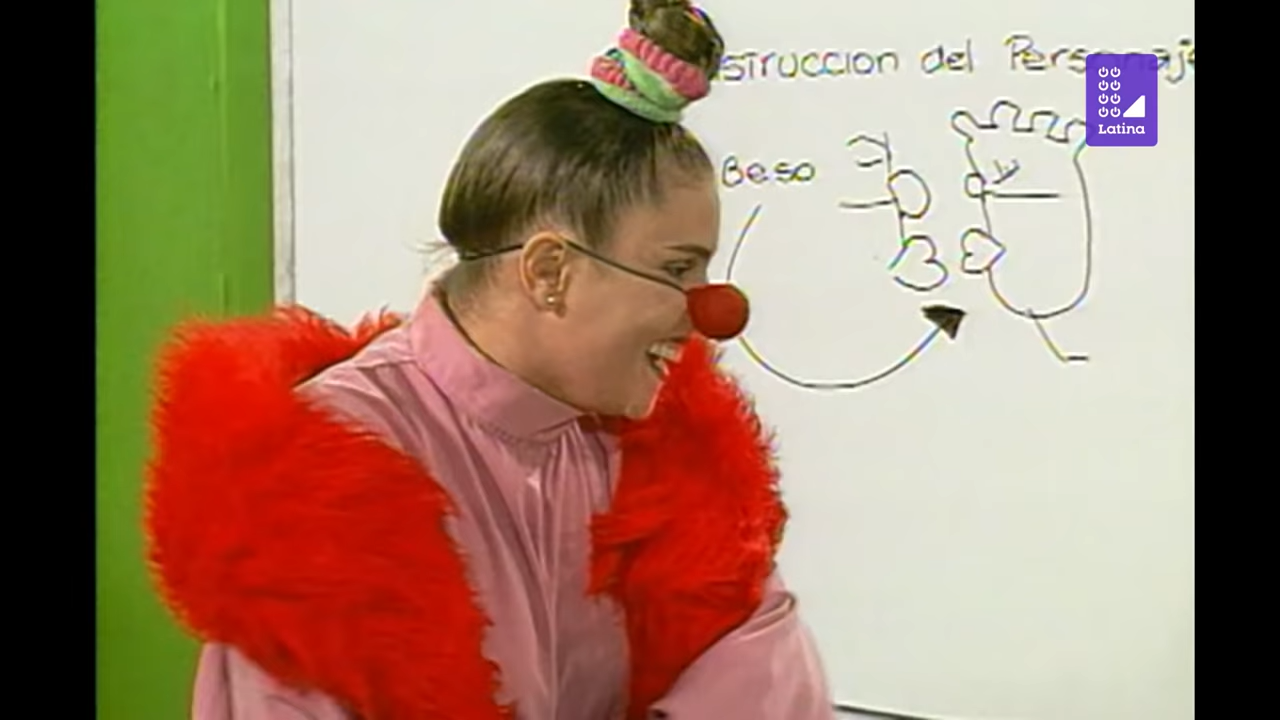 strucción del Personaje
Latina
Beso